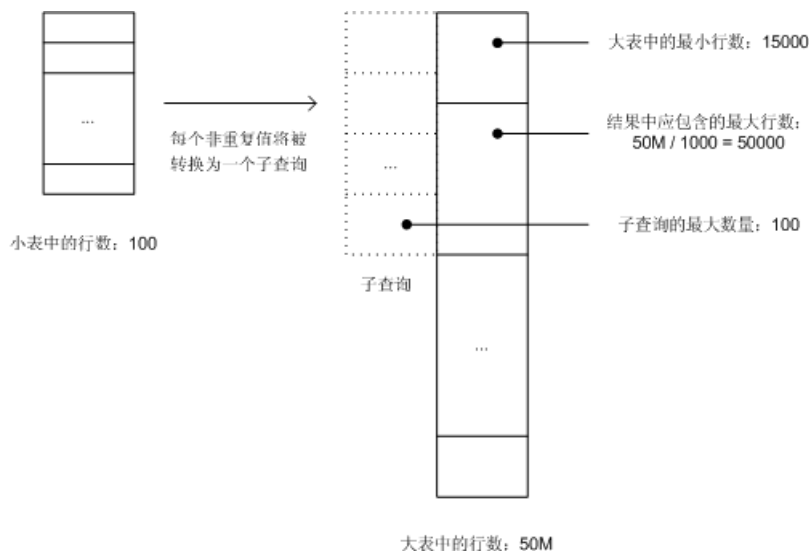 大表中的最小行数：15000
...
每个非重复值将被
转换为一个子查询
结果中应包含的最大行数：
50M / 1000 = 50000
...
小表中的行数：100
子查询的最大数量：100
子查询
...
大表中的行数：50M